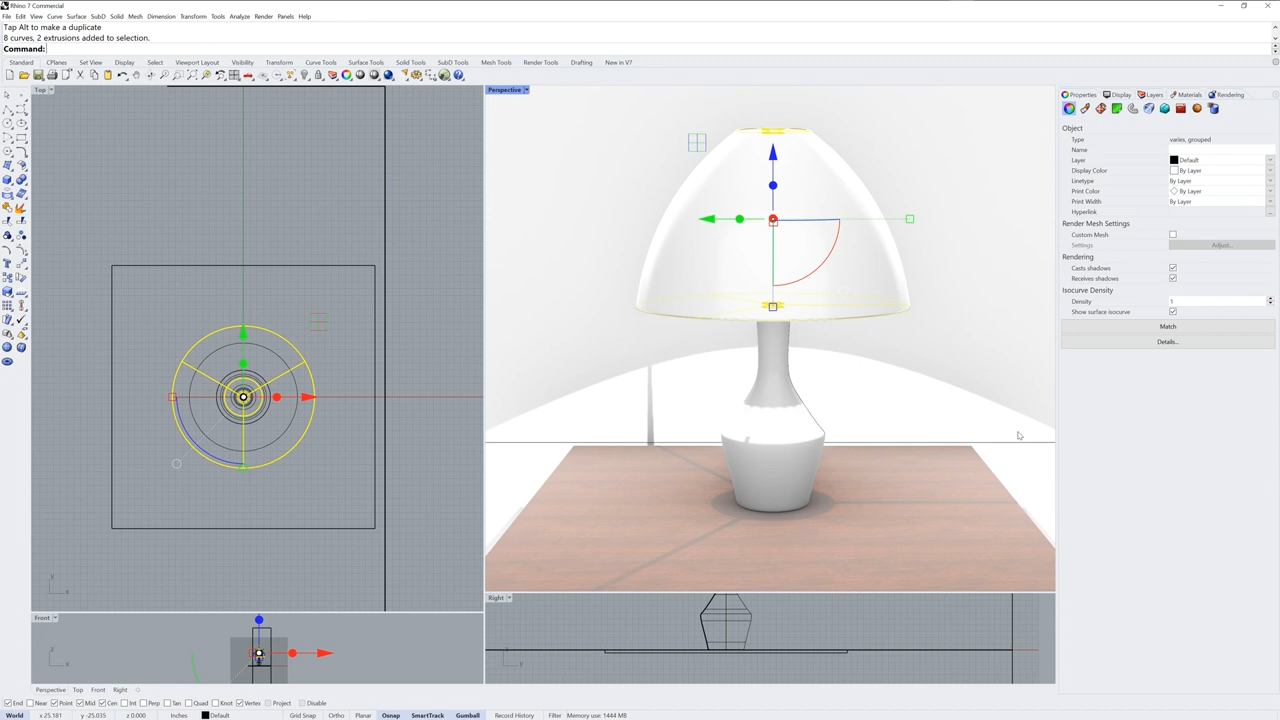 Rhino 7 Commercial
File Edit View Curve Surface SubD Solid Mesh Dimension Transform Tools Analyze Render Panels Help
Tap Alt to make a duplicate
8 curves, 2 extrusions added to selection.
Command:
Standard CPlanes Set View Display Select Viewport Layout Visibility Transform Curve Tools Surface Tools Solid Tools SubD Tools Mesh Tools Render Tools Drafting New in V7
Top
Perspective
Properties Display Layers Materials Rendering
Object
Type varies, grouped
Name
Layer Default
Display Color By Layer
Linetype By Layer
Print Color By Layer
Print Width By Layer
Hyperlink ...
Render Mesh Settings
Custom Mesh
Settings Adjust...
Rendering
Casts shadows
Receives shadows
Isocurve Density
Density 1
Show surface isocurve
Match
Details...
y
x
Front
z
x
Right
z
y
Perspective Top Front Right
End Near Point Mid Cen Int Perp Tan Quad Knot Vertex Project Disable
World x 25.181 y -25.035 z 0.000 Inches Default Grid Snap Ortho Planar Osnap SmartTrack Gumball Record History Filter Memory use: 1444 MB